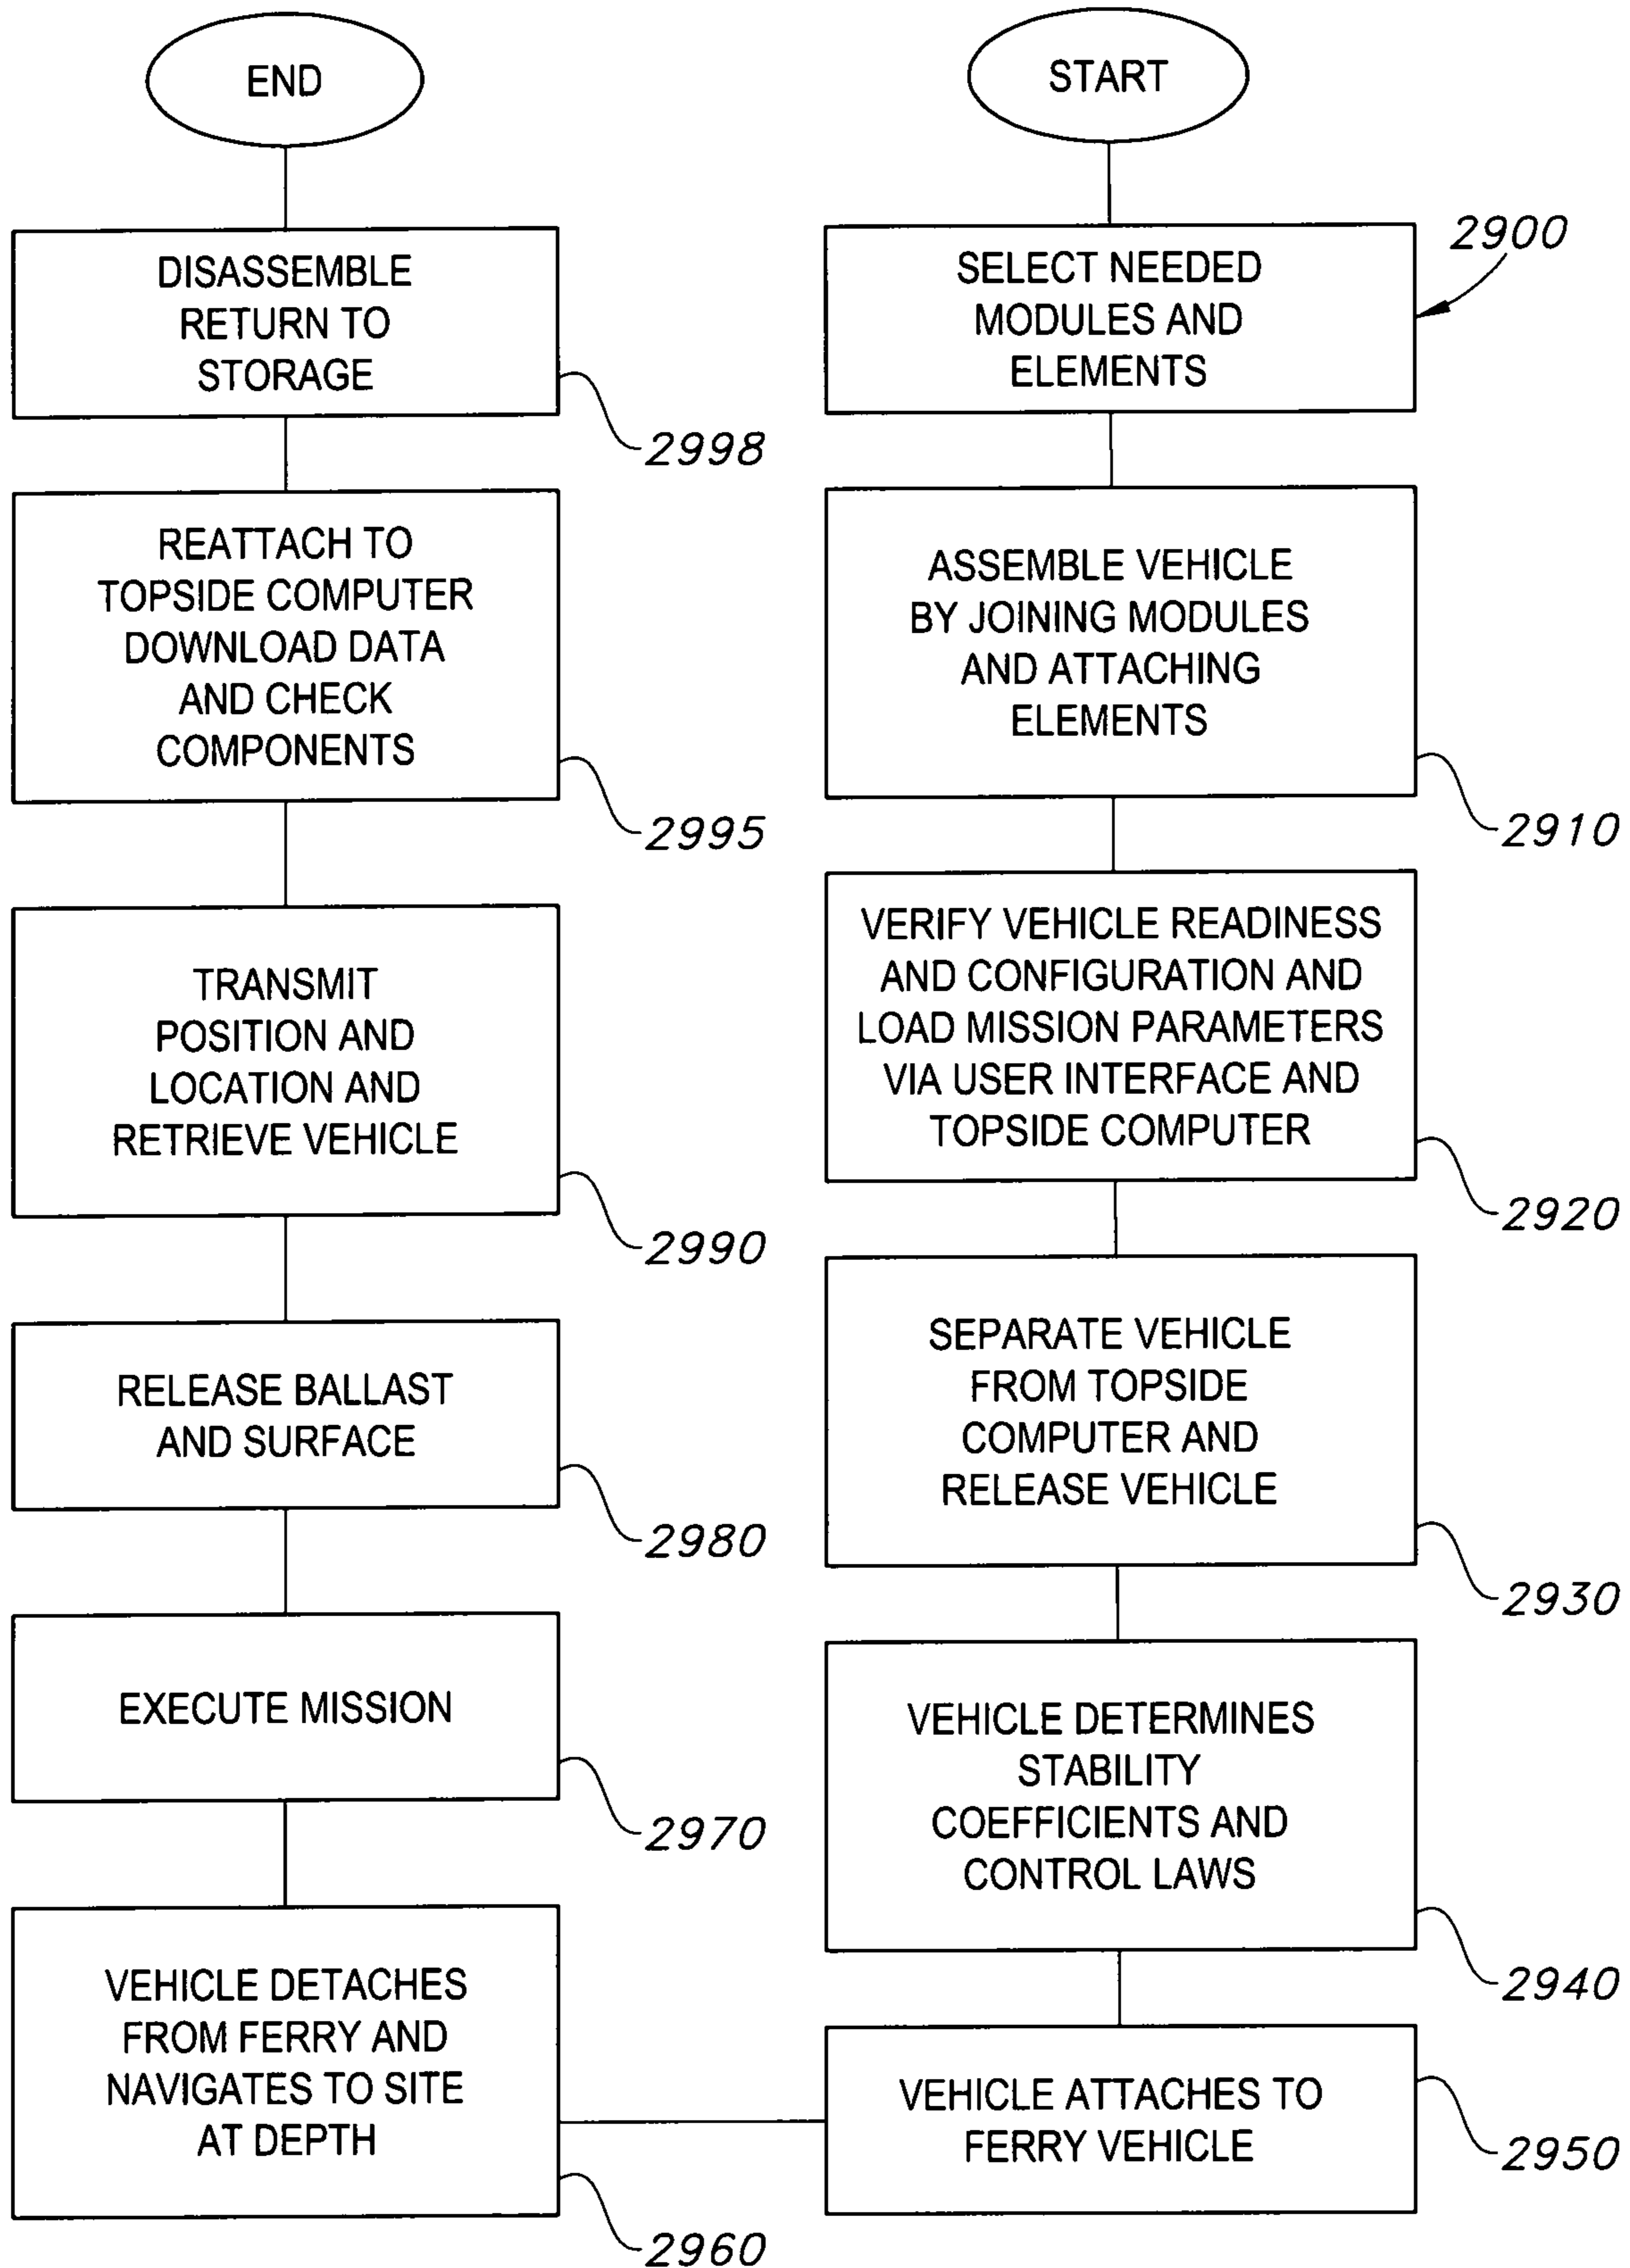 START
SELECT NEEDED
MODULES AND
ELEMENTS
2900
ASSEMBLE VEHICLE
BY JOINING MODULES
AND ATTACHING
ELEMENTS
2910
VERIFY VEHICLE READINESS
AND CONFIGURATION AND
LOAD MISSION PARAMETERS
VIA USER INTERFACE AND
TOPSIDE COMPUTER
2920
SEPARATE VEHICLE
FROM TOPSIDE
COMPUTER AND
RELEASE VEHICLE
2930
VEHICLE DETERMINES
STABILITY
COEFFICIENTS AND
CONTROL LAWS
2940
VEHICLE ATTACHES TO
FERRY VEHICLE
2950
VEHICLE DETACHES
FROM FERRY AND
NAVIGATES TO SITE
AT DEPTH
2960
EXECUTE MISSION
2970
RELEASE BALLAST
AND SURFACE
2980
TRANSMIT
POSITION AND
LOCATION AND
RETRIEVE VEHICLE
2990
REATTACH TO
TOPSIDE COMPUTER
DOWNLOAD DATA
AND CHECK
COMPONENTS
2995
DISASSEMBLE
RETURN TO
STORAGE
2998
END